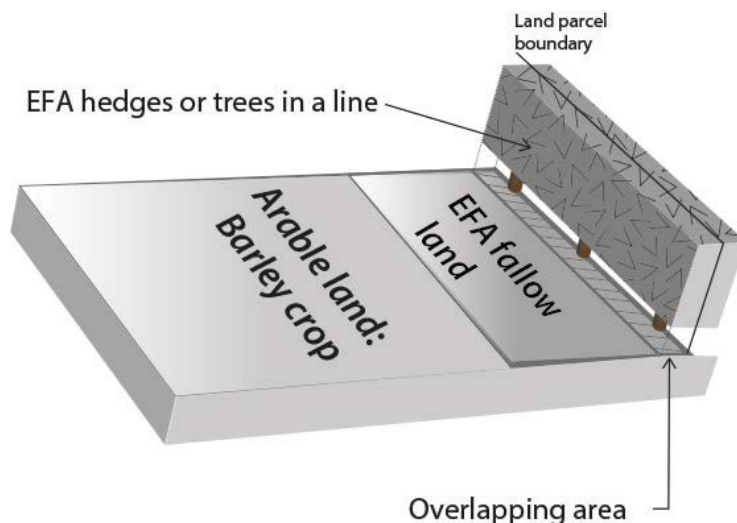 Land parcel
boundary
EFA hedges or trees in a line
Arable land:
Barley crop
EFA fallow
land
Overlapping area